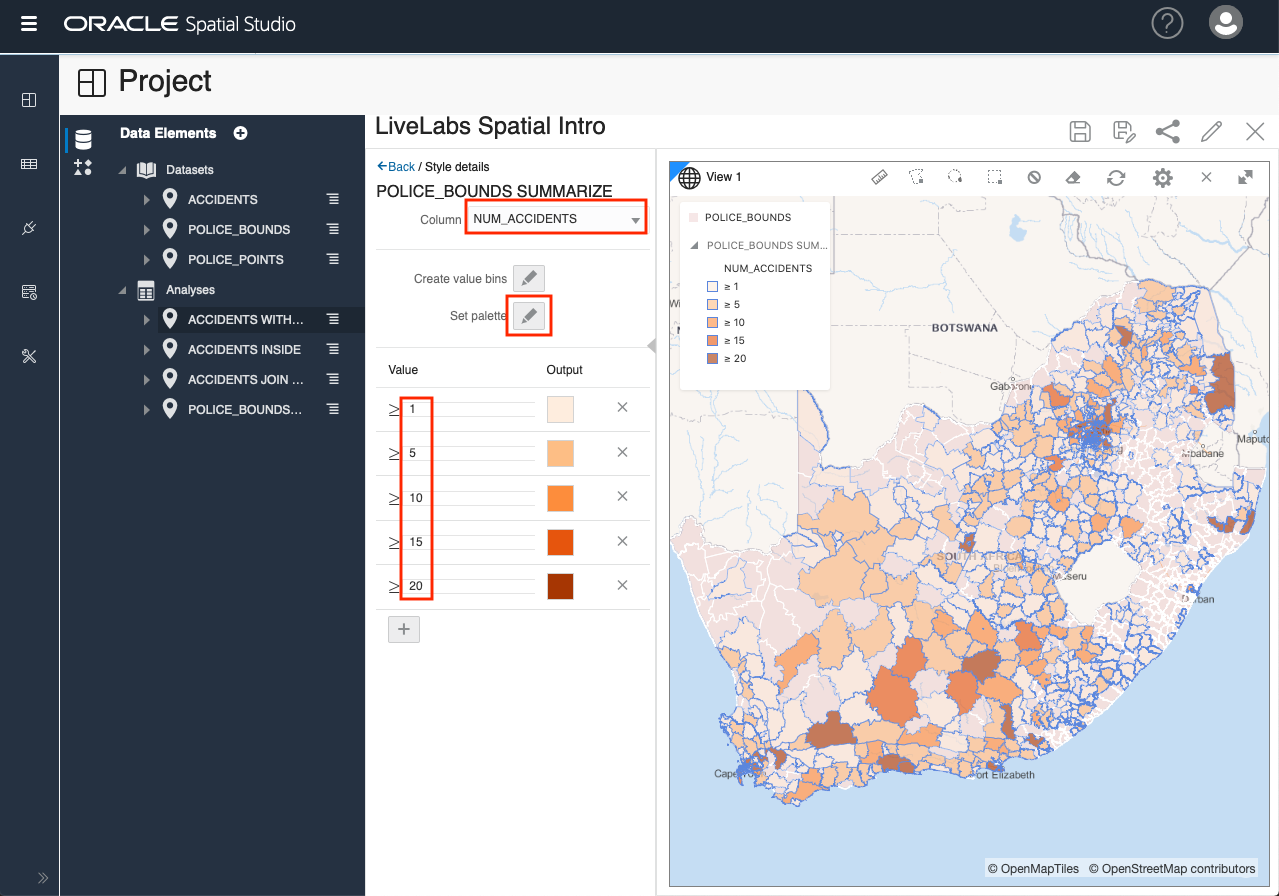 ORACLE Spatial Studio
?
Project
Data Elements
Datasets
ACCIDENTS
POLICE_BOUNDS
POLICE_POINTS
Analyses
ACCIDENTS WITH...
ACCIDENTS INSIDE
ACCIDENTS JOIN ...
POLICE_BOUNDS...
LiveLabs Spatial Intro
Back / Style details
POLICE_BOUNDS SUMMARIZE
Column NUM_ACCIDENTS
Create value bins
Set palette
Value Output
≥ 1
≥ 5
≥ 10
≥ 15
≥ 20
+
View 1
POLICE_BOUNDS
POLICE_BOUNDS SUM...
NUM_ACCIDENTS
≥ 1
≥ 5
≥ 10
≥ 15
≥ 20
BOTSWANA
Gaborone
Maputo
Mbabane
SOUTH AFRICA
Maseru
Port Elizabeth
© OpenMapTiles © OpenStreetMap contributors